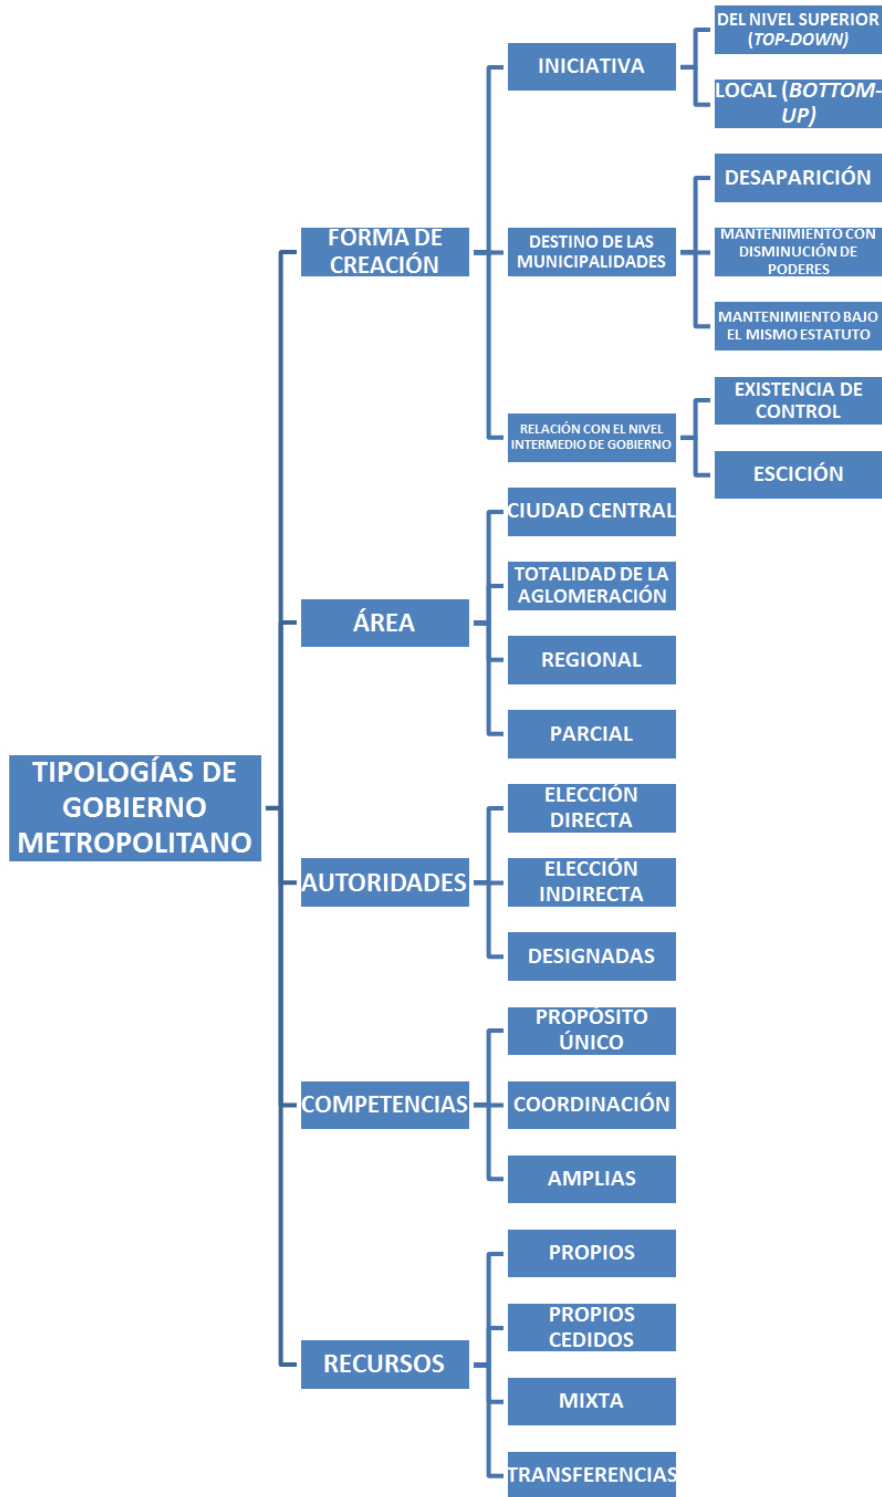 TIPOLOGÍAS DE
GOBIERNO
METROPOLITANO
FORMA DE
CREACIÓN
INICIATIVA
DEL NIVEL SUPERIOR
(TOP-DOWN)
LOCAL (BOTTOM-
UP)
DESTINO DE LAS
MUNICIPALIDADES
DESAPARICIÓN
MANTENIMIENTO CON
DISMINUCIÓN DE
PODERES
MANTENIMIENTO BAJO
EL MISMO ESTATUTO
RELACIÓN CON EL NIVEL
INTERMEDIO DE GOBIERNO
EXISTENCIA DE
CONTROL
ESCICIÓN
ÁREA
CIUDAD CENTRAL
TOTALIDAD DE LA
AGLOMERACIÓN
REGIONAL
PARCIAL
AUTORIDADES
ELECCIÓN
DIRECTA
ELECCIÓN
INDIRECTA
DESIGNADAS
COMPETENCIAS
PROPÓSITO
ÚNICO
COORDINACIÓN
AMPLIAS
RECURSOS
PROPIOS
PROPIOS
CEDIDOS
MIXTA
TRANSFERENCIAS